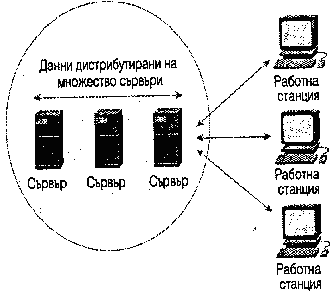 Данни дистрибутирани на
множество сървъри
Сървър
Сървър
Сървър
Работна
станция
Работна
станция
Работна
станция